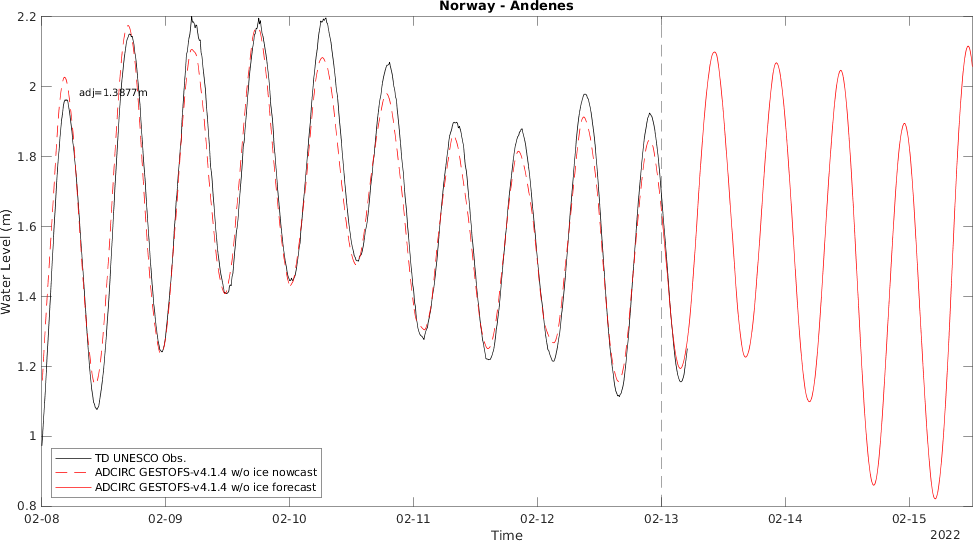 Norway - Andenes
2.2
2
1.8
1.6
1.4
1.2
1
0.8
Water Level (m)
adj=1.3877m
TD UNESCO Obs.
ADCIRC GESTOFS-v4.1.4 w/o ice nowcast
ADCIRC GESTOFS-v4.1.4 w/o ice forecast
02-08 02-09 02-10 02-11 02-12 02-13 02-14 02-15
Time
2022